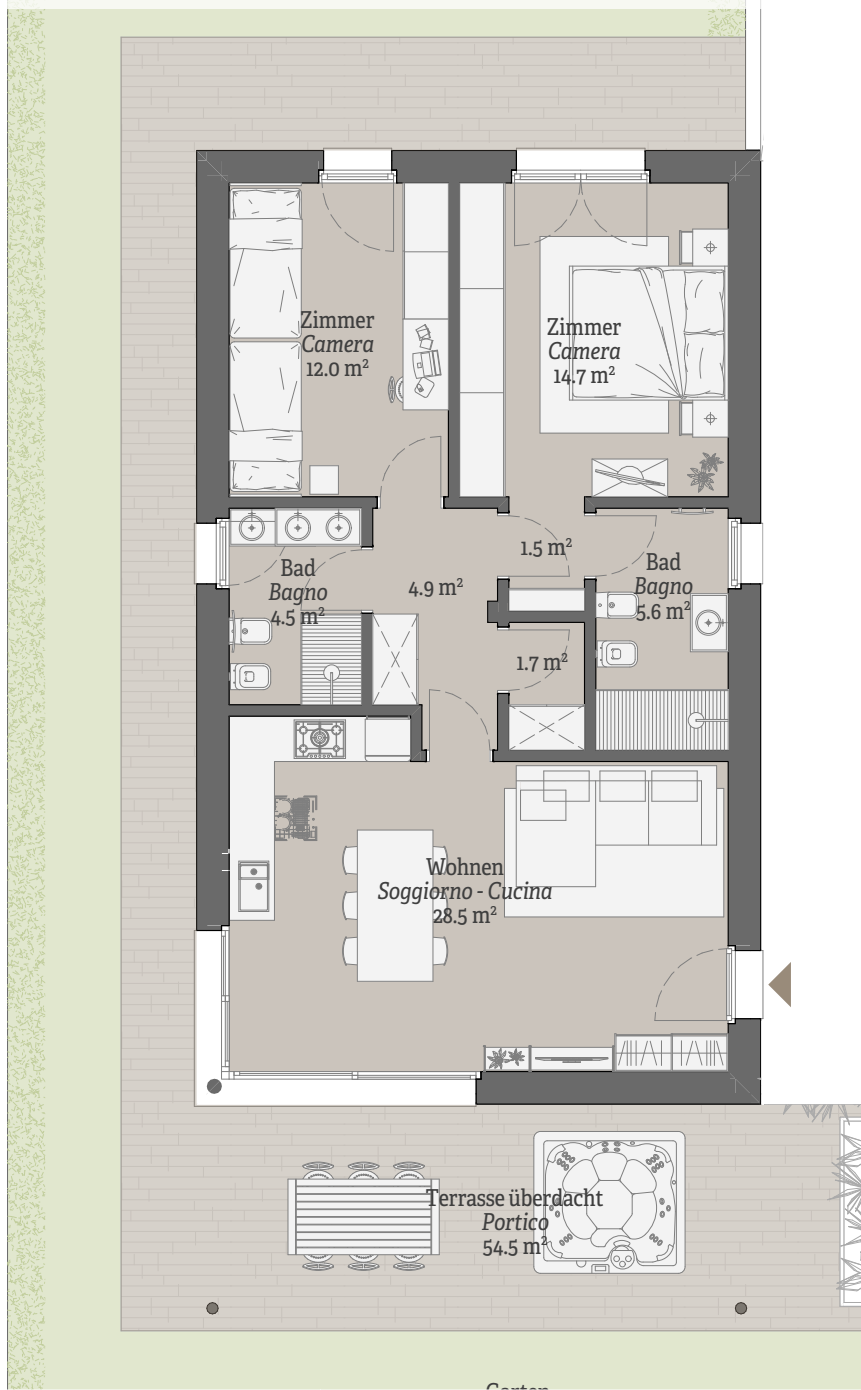 Zimmer
Camera
12.0 m²
Zimmer
Camera
14.7 m²
Bad
Bagno
4.5 m²
4.9 m²
1.5 m²
Bad
Bagno
5.6 m²
1.7 m²
Wohnen
Soggiorno - Cucina
28.5 m²
Terrasse überdacht
Portico
54.5 m²
Garten